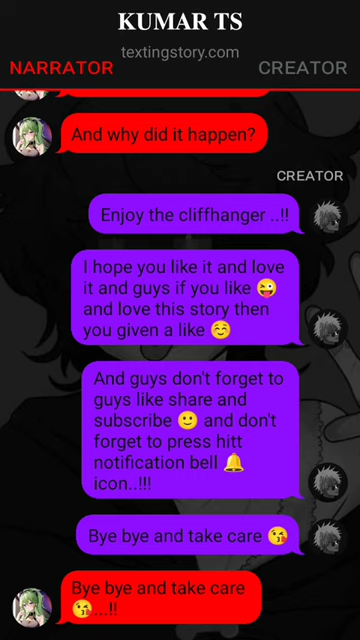 KUMAR TS
textingstory.com
NARRATOR CREATOR
And why did it happen?
CREATOR
Enjoy the cliffhanger ..!!
I hope you like it and love
it and guys if you like 😜
and love this story then
you given a like ☺️
And guys don't forget to
guys like share and
subscribe 🙂 and don't
forget to press hitt
notification bell 🔔
icon..!!!
Bye bye and take care 😘
Bye bye and take care
😘...!!